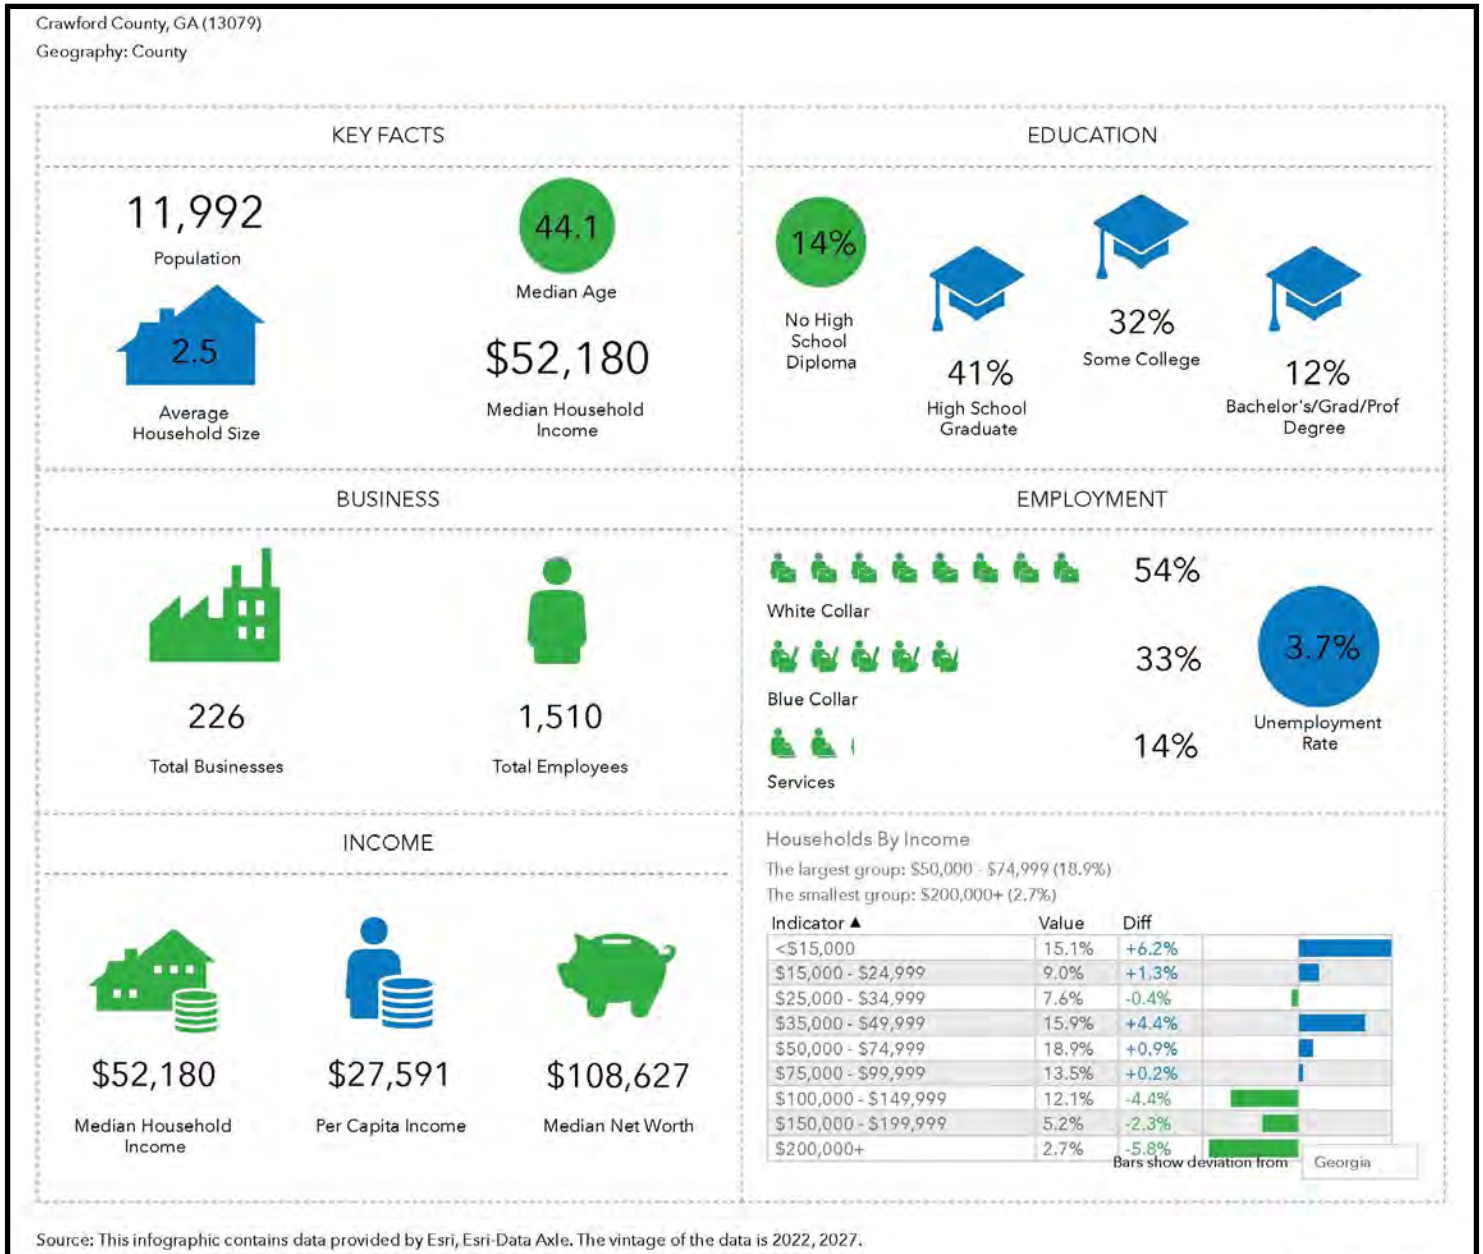 Crawford County, GA (13079)
Geography: County
KEY FACTS
11,992
Population
44.1
Median Age
2.5
Average
Household Size
$52,180
Median Household
Income
EDUCATION
14%
No High
School
Diploma
41%
High School
Graduate
32%
Some College
12%
Bachelor's/Grad/Prof
Degree
BUSINESS
226
Total Businesses
1,510
Total Employees
EMPLOYMENT
54%
White Collar
33%
Blue Collar
14%
Services
3.7%
Unemployment
Rate
INCOME
$52,180
Median Household
Income
$27,591
Per Capita Income
$108,627
Median Net Worth
Households By Income
The largest group: $50,000 - $74,999 (18.9%)
The smallest group: $200,000+ (2.7%)
Indicator ▲ Value Diff
<$15,000 15.1% +6.2%
$15,000 - $24,999 9.0% +1.3%
$25,000 - $34,999 7.6% -0.4%
$35,000 - $49,999 15.9% +4.4%
$50,000 - $74,999 18.9% +0.9%
$75,000 - $99,999 13.5% +0.2%
$100,000 - $149,999 12.1% -4.4%
$150,000 - $199,999 5.2% -2.3%
$200,000+ 2.7% -5.8%
Bars show deviation from Georgia
Source: This infographic contains data provided by Esri, Esri-Data Axle. The vintage of the data is 2022, 2027.